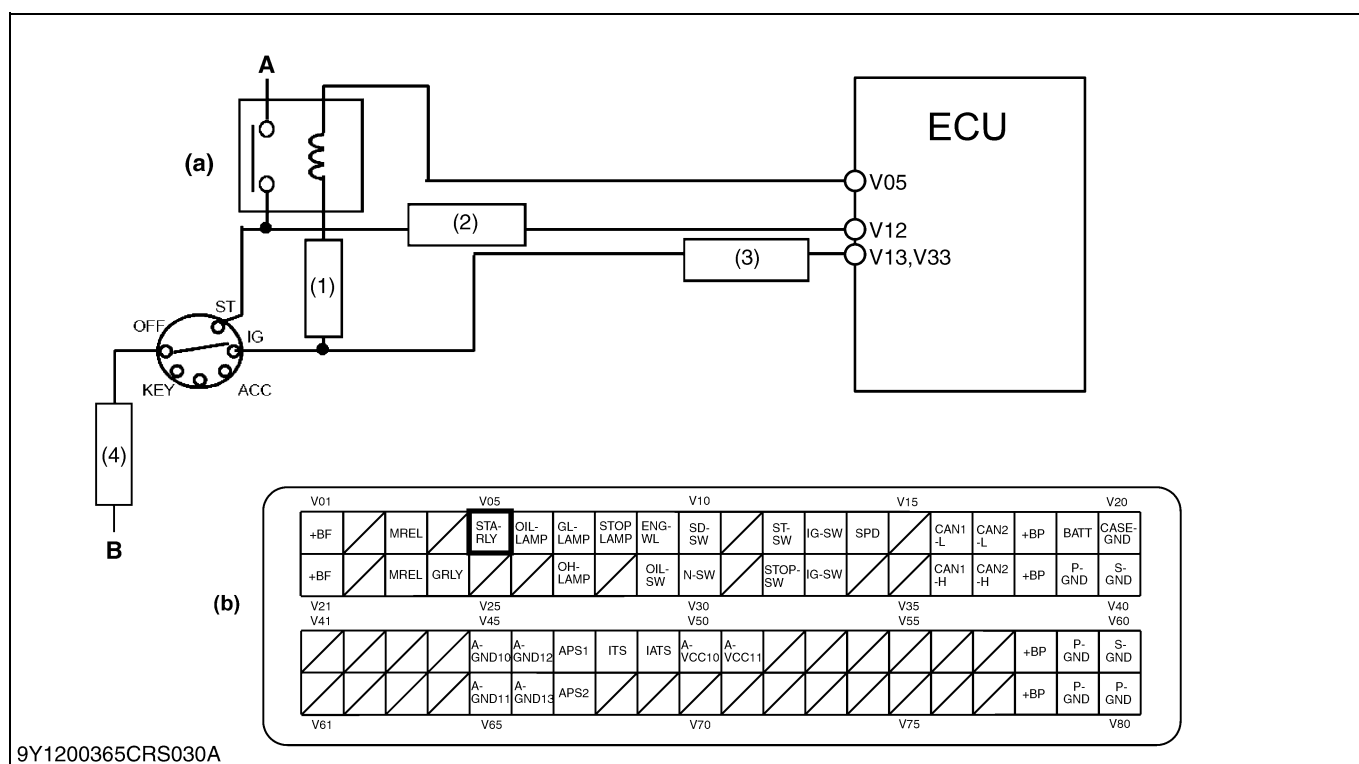 A
ECU
(a)
V05
(2)
V12
(3)
V13,V33
(1)
ST
OFF
IG
KEY
ACC
(4)
B
V01 V05 V10 V15 V20
+BF MREL STA-RLY OIL-LAMP GL-LAMP STOP LAMP ENG-WL SD-SW ST-SW IG-SW SPD CAN1-L CAN2-L +BP BATT CASE-GND
+BF MREL GRLY OH-LAMP OIL-SW N-SW STOP-SW IG-SW CAN1-H CAN2-H +BP P-GND S-GND
(b)
V21 V25 V30 V35 V40
V41 V45 V50 V55 V60
A-GND10 A-GND12 APS1 ITS IATS A-VCC10 A-VCC11 +BP P-GND S-GND
A-GND11 A-GND13 APS2 +BP P-GND P-GND
V61 V65 V70 V75 V80
9Y1200365CRS030A